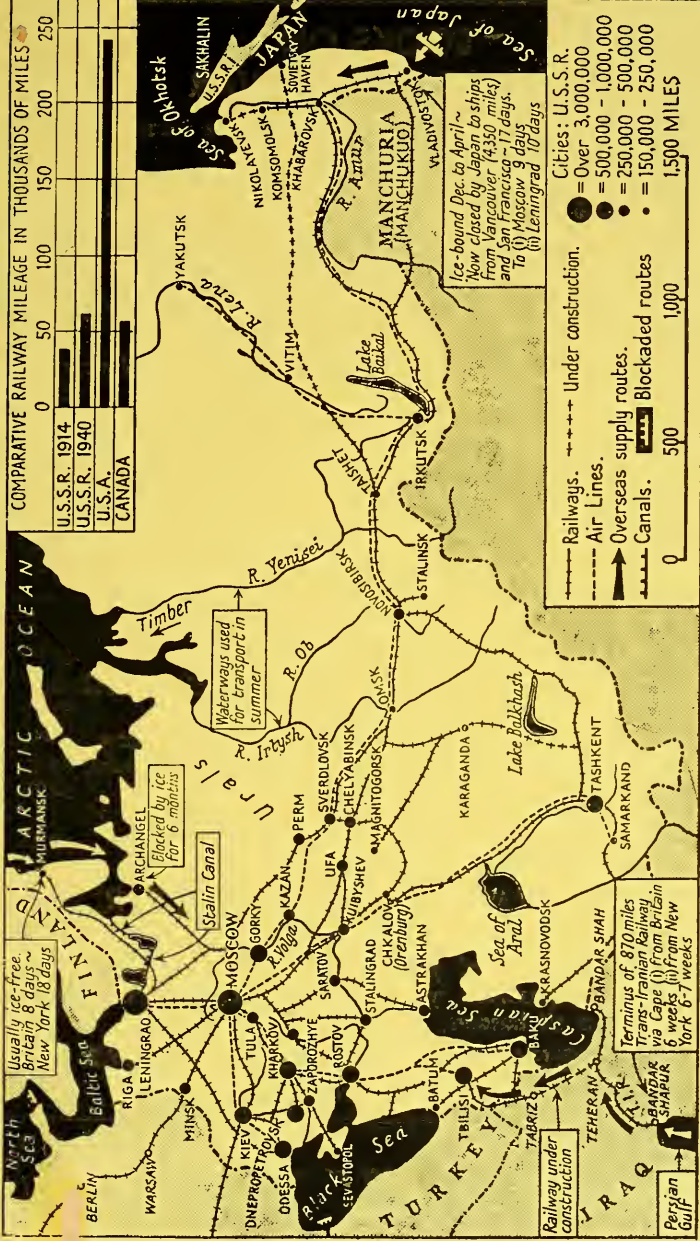 COMPARATIVE RAILWAY MILEAGE IN THOUSANDS OF MILES
0 50 100 150 200 250
U.S.S.R. 1914
U.S.S.R. 1940
U.S.A.
CANADA
ARCTIC OCEAN
Sea of Okhotsk
SAKHALIN
U.S.S.R.
JAPAN
Sea of Japan
SOVIETSKY
HAVEN
NIKOLAYEVSK
KOMSOMOLSK
KHABAROVSK
R. Amur
MANCHURIA
(MANCHUKUO)
VLADIVOSTOK
Ice-bound Dec. to April~
Now closed by Japan to ships
from Vancouver (4,350 miles)
and San Francisco~17 days.
To (i) Moscow 9 days
(ii) Leningrad 10 days
YAKUTSK
R. Lena
VITIM
Lake
Baikal
TAISHET
IRKUTSK
R. Yenisei
Timber
Waterways used
for transport in
summer
R. Ob
R. Irtysh
NOVOSIBIRSK
STALINSK
OMSK
Urals
SVERDLOVSK
CHELYABINSK
MAGNITOGORSK
KARAGANDA
Lake Balkhash
TASHKENT
SAMARKAND
PERM
UFA
KAZAN
KUIBYSHEV
CHKALOV
(Orenburg)
Sea of
Aral
MURMANSK
ARCHANGEL
Blocked by ice
for 6 months
Stalin Canal
Usually ice-free.
Britain 8 days~
New York 18 days
FINLAND
North
Sea
Baltic Sea
RIGA
LENINGRAD
MOSCOW
GORKY
R. Volga
BERLIN
WARSAW
MINSK
TULA
SARATOV
STALINGRAD
ASTRAKHAN
KHARKOV
ZAPOROZHYE
ROSTOV
KIEV
DNEPROPETROVSK
ODESSA
SEVASTOPOL
Black Sea
BATUM
TBILISI
BAKU
Caspian Sea
KRASNOVODSK
TURKEY
TABRIZ
TEHERAN
BANDAR SHAH
BANDAR
SHAPUR
IRAQ
Persian
Gulf
Railway under
construction
Terminus of 870 miles
Trans-Iranian Railway
via Cape (i) from Britain
6 weeks (ii) from New
York 6-7 weeks
Railways.
Under construction.
Air Lines.
Overseas supply routes.
Canals.
Blockaded routes
Cities: U.S.S.R.
= Over 3,000,000
= 500,000 - 1,000,000
= 250,000 - 500,000
= 150,000 - 250,000
0 500 1,000 1,500 MILES